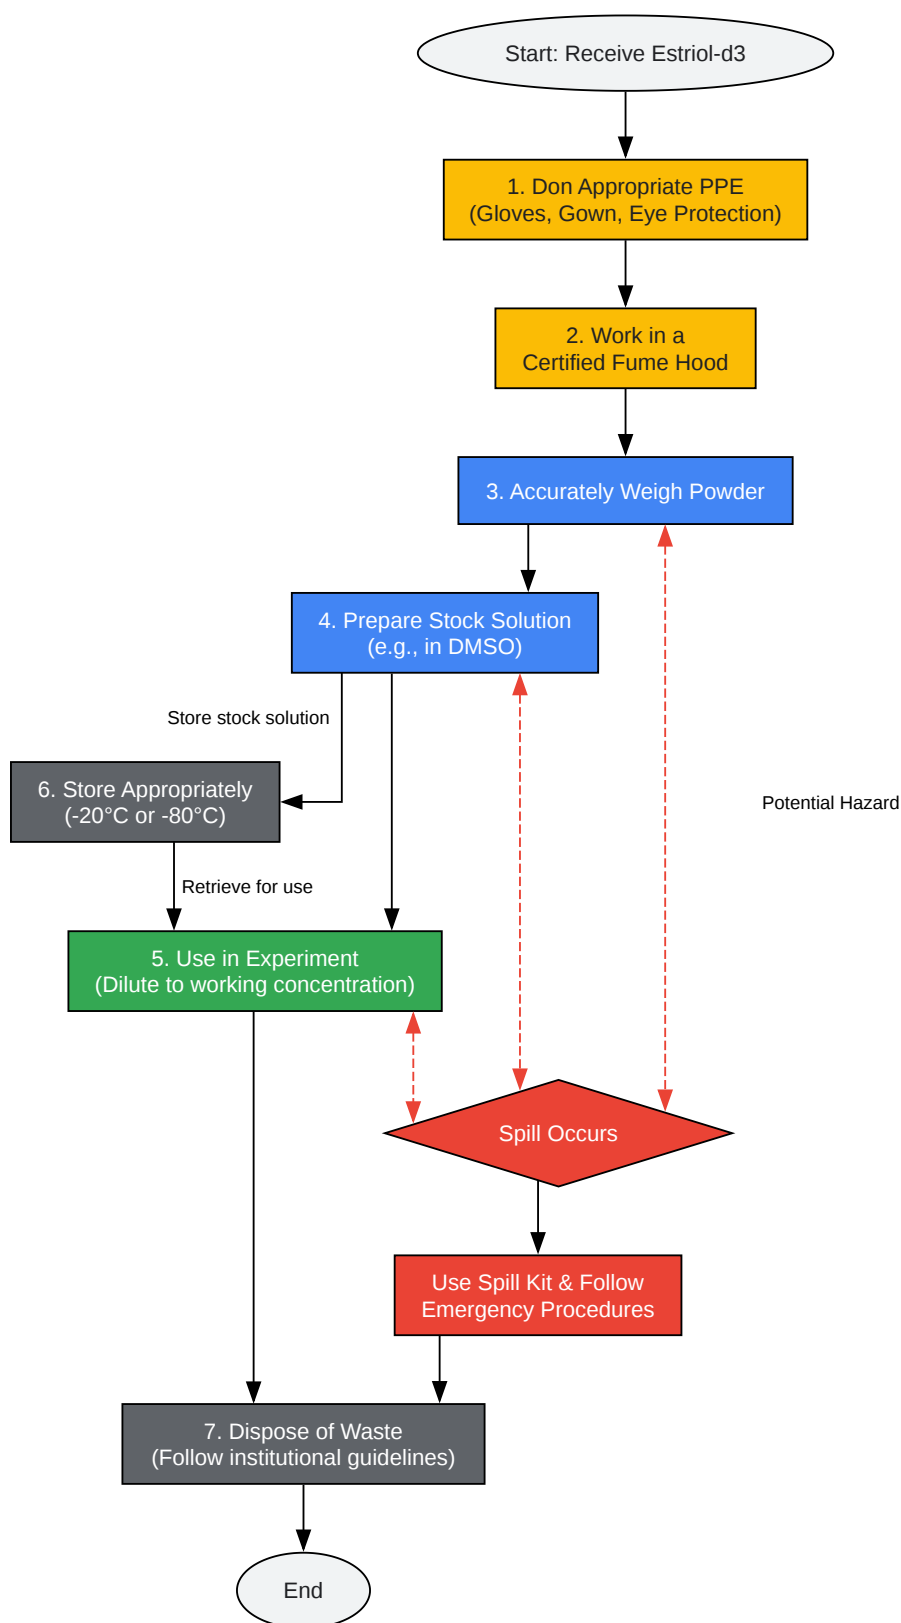 Start: Receive Estriol-d3
1. Don Appropriate PPE
(Gloves, Gown, Eye Protection)
2. Work in a
Certified Fume Hood
3. Accurately Weigh Powder
4. Prepare Stock Solution
(e.g., in DMSO)
Store stock solution
6. Store Appropriately
(-20°C or -80°C)
Potential Hazard
Retrieve for use
5. Use in Experiment
(Dilute to working concentration)
Spill Occurs
Use Spill Kit & Follow
Emergency Procedures
7. Dispose of Waste
(Follow institutional guidelines)
End